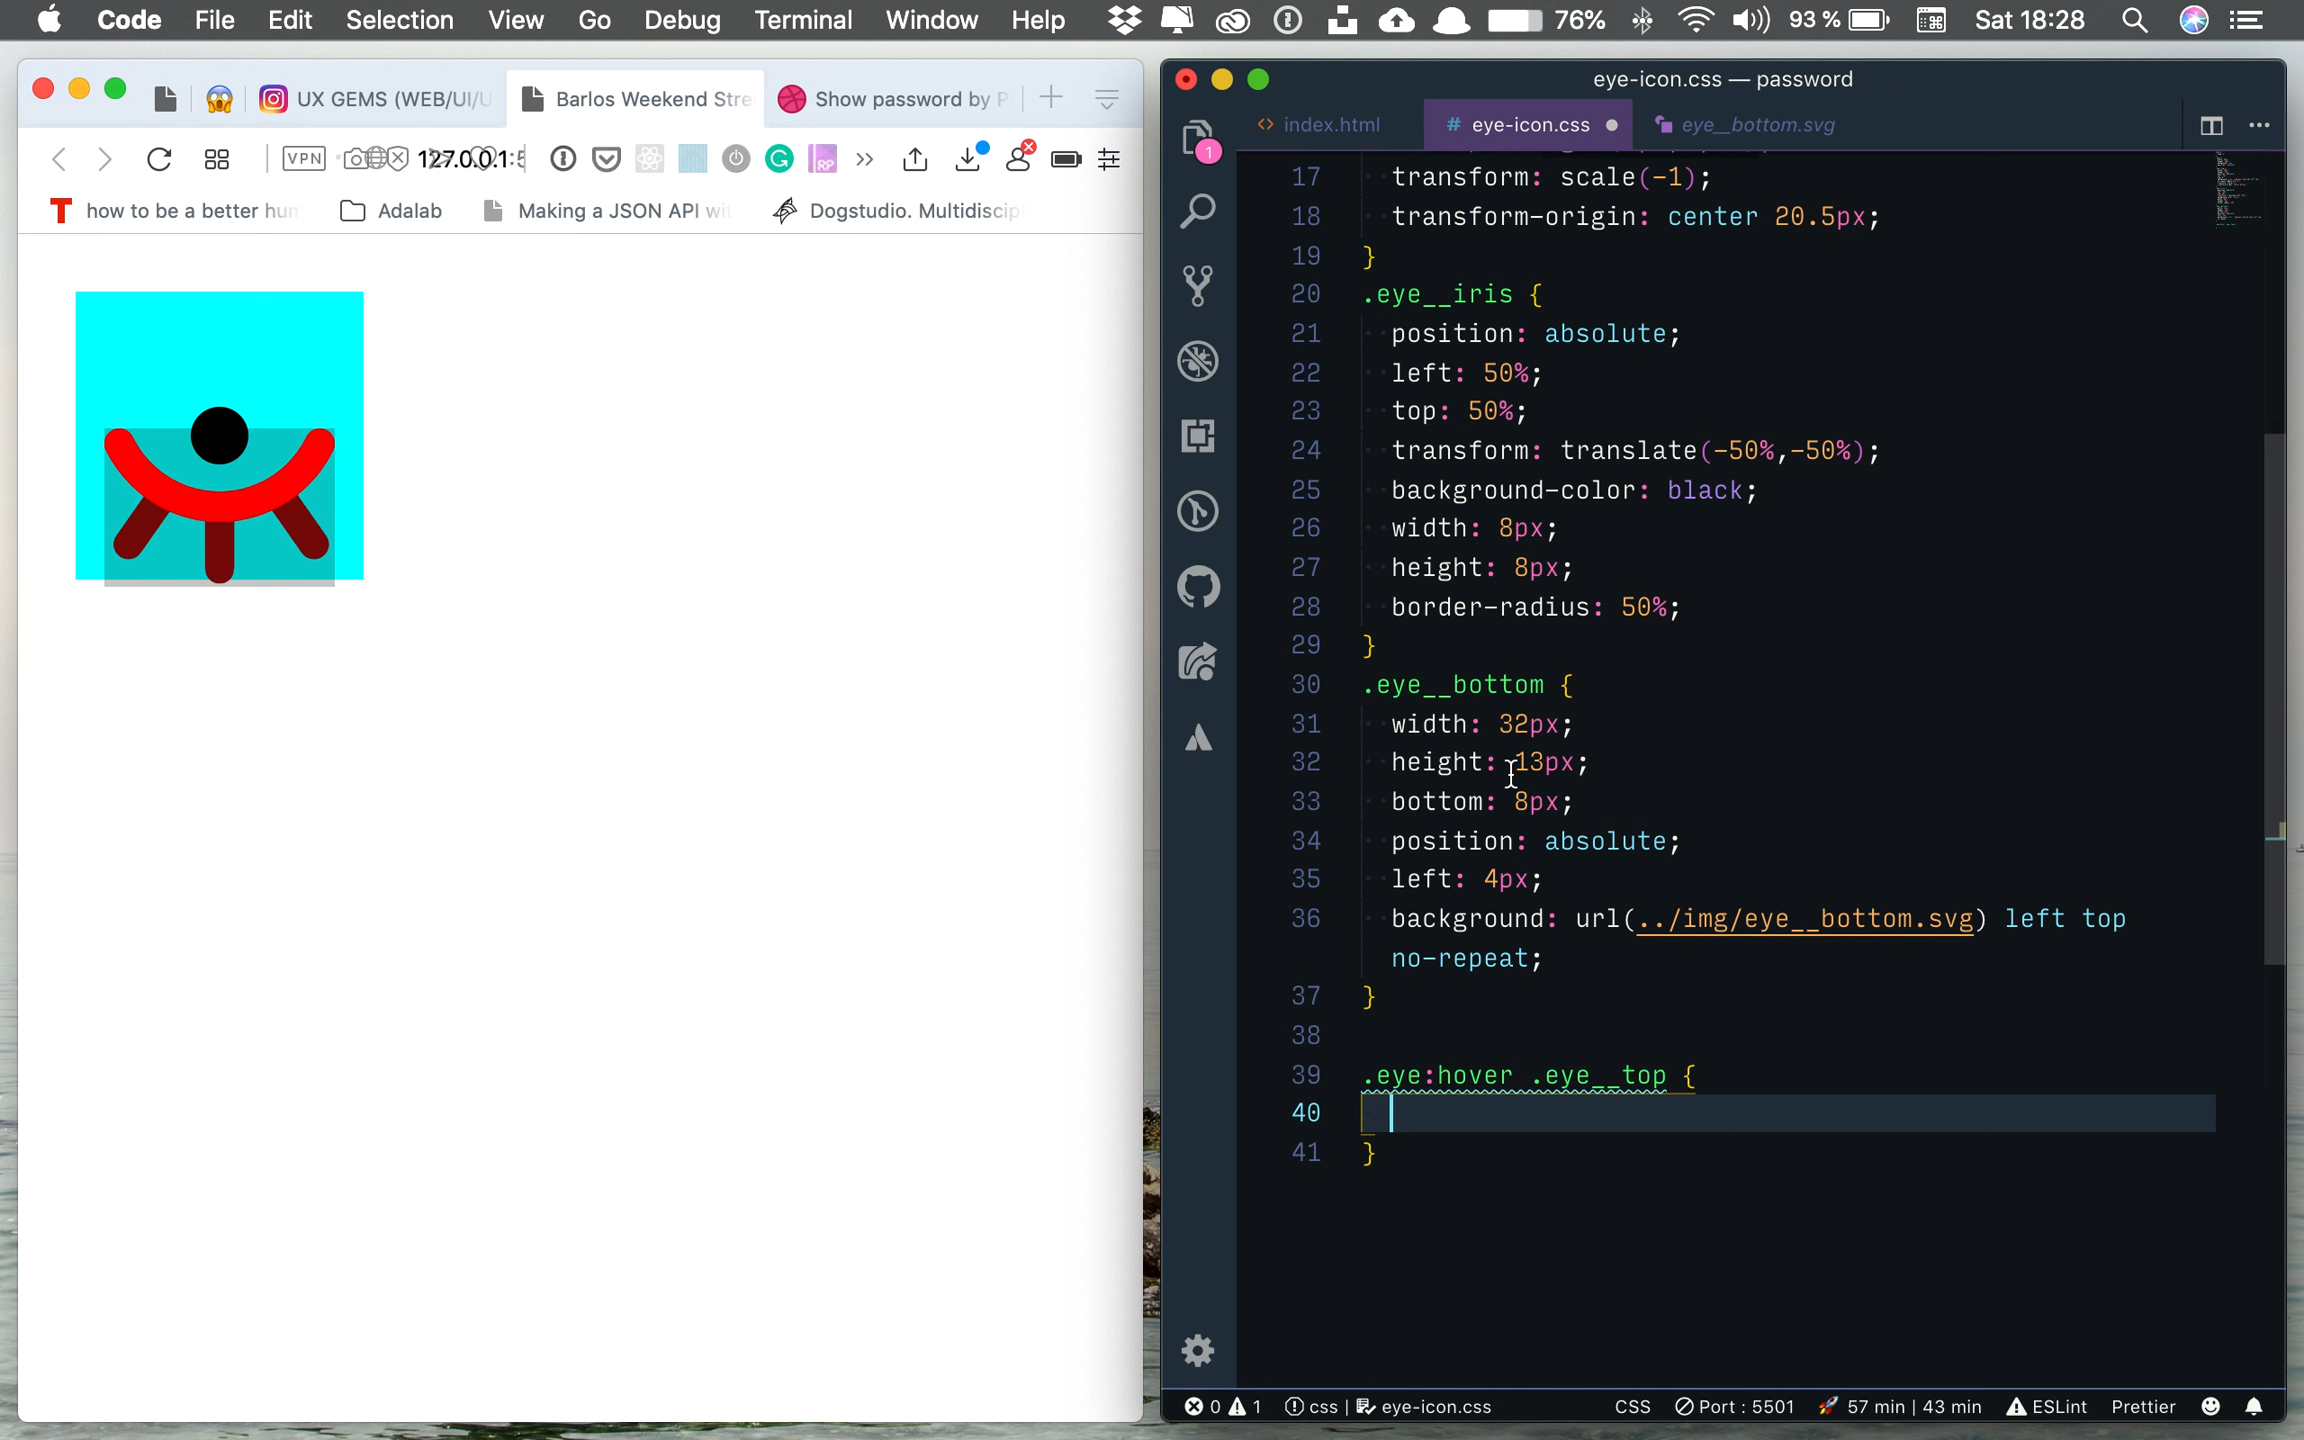 Code File Edit Selection View Go Debug Terminal Window Help 76% 93 % Sat 18:28
UX GEMS (WEB/UI/U Barlos Weekend Stre Show password by P
VPN 127.0.0.1:5 RP
T how to be a better hum Adalab Making a JSON API wit Dogstudio. Multidiscip
eye-icon.css — password
<> index.html # eye-icon.css eye__bottom.svg
1
17 transform: scale(-1);
18 transform-origin: center 20.5px;
19 }
20 .eye__iris {
21 position: absolute;
22 left: 50%;
23 top: 50%;
24 transform: translate(-50%,-50%);
25 background-color: black;
26 width: 8px;
27 height: 8px;
28 border-radius: 50%;
29 }
30 .eye__bottom {
31 width: 32px;
32 height: 13px;
33 bottom: 8px;
34 position: absolute;
35 left: 4px;
36 background: url(../img/eye__bottom.svg) left top
no-repeat;
37 }
38
39 .eye:hover .eye__top {
40
41 }
0 1 css | eye-icon.css CSS Port : 5501 57 min | 43 min ESLint Prettier